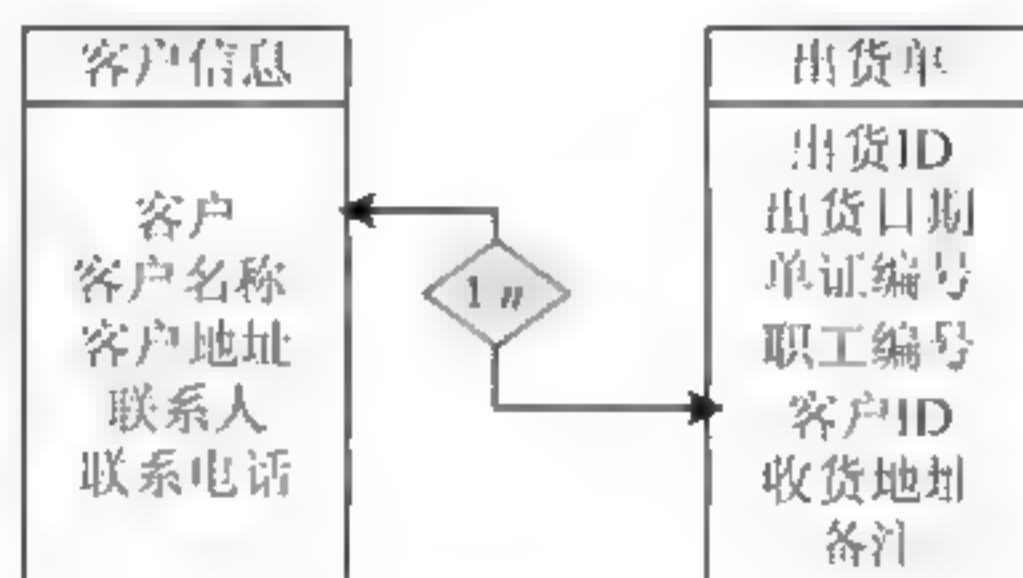 客户信息
客户
客户名称
客户地址
联系人
联系电话
1 n
出货单
出货ID
出货日期
单证编号
职工编号
客户ID
收货地址
备注